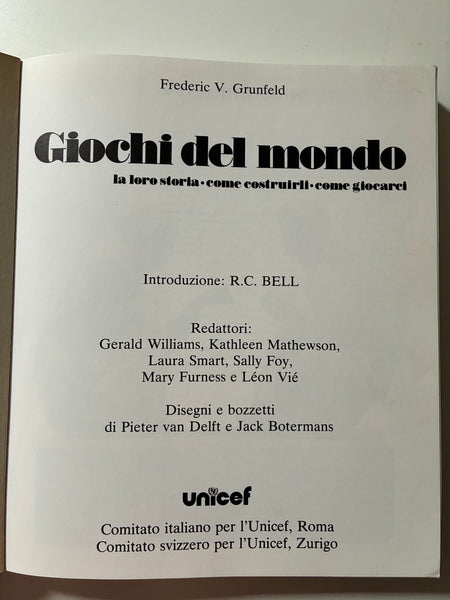 Frederic V. Grunfeld
Giochi del mondo
la loro storia • come costruirli • come giocarci
Introduzione: R.C. BELL
Redattori:
Gerald Williams, Kathleen Mathewson,
Laura Smart, Sally Foy,
Mary Furness e Léon Vié
Disegni e bozzetti
di Pieter van Delft e Jack Botermans
unicef
Comitato italiano per l'Unicef, Roma
Comitato svizzero per l'Unicef, Zurigo